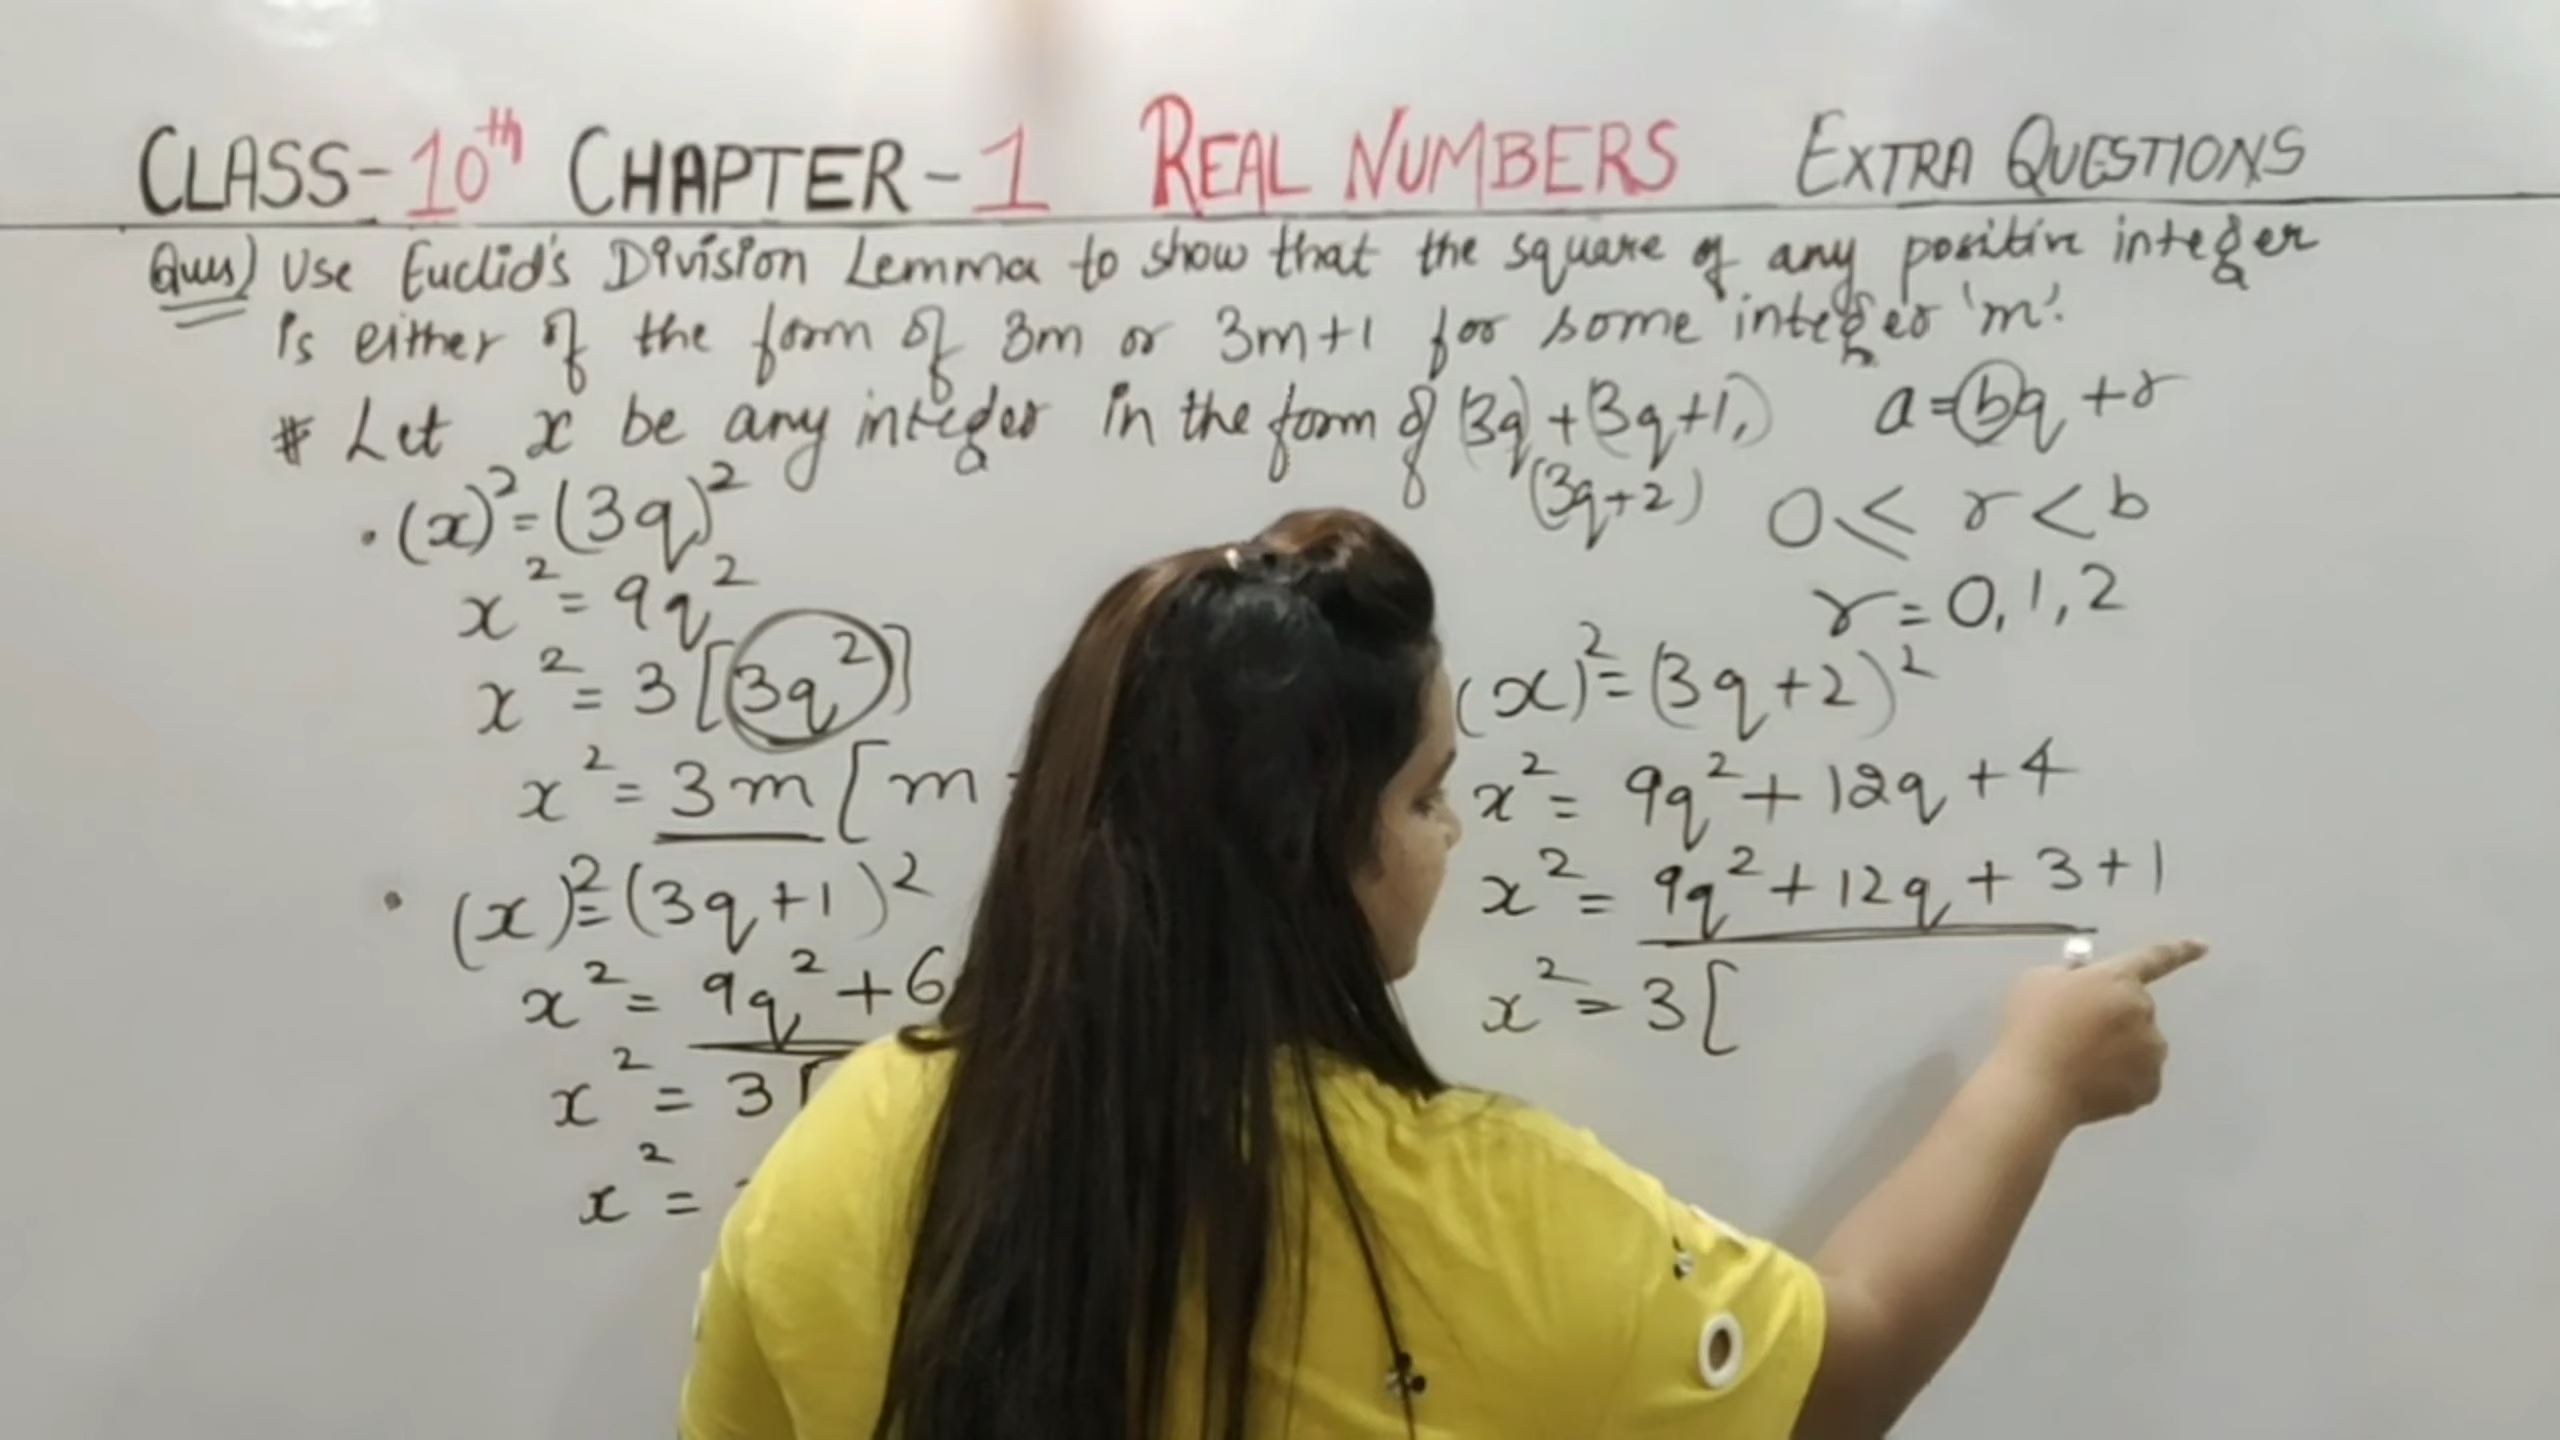 CLASS-10th CHAPTER-1 REAL NUMBERS EXTRA QUESTIONS
Ques) Use Euclid's Division Lemma to show that the square of any positive integer
is either of the form of 3m or 3m+1 for some integer 'm'.
* Let x be any integer in the form of (3q) + (3q+1,)
(3q+2)
a=bq+r
0 ⩽ r < b
r = 0, 1, 2
• (x)² = (3q)²
x² = 9q²
x² = 3[3q²]
x² = 3m [m
• (x)² = (3q+1)²
x² = 9q² + 6
x² = 3[
x² =
(x)² = (3q+2)²
x² = 9q² + 12q + 4
x² = 9q² + 12q + 3 + 1
x² = 3[